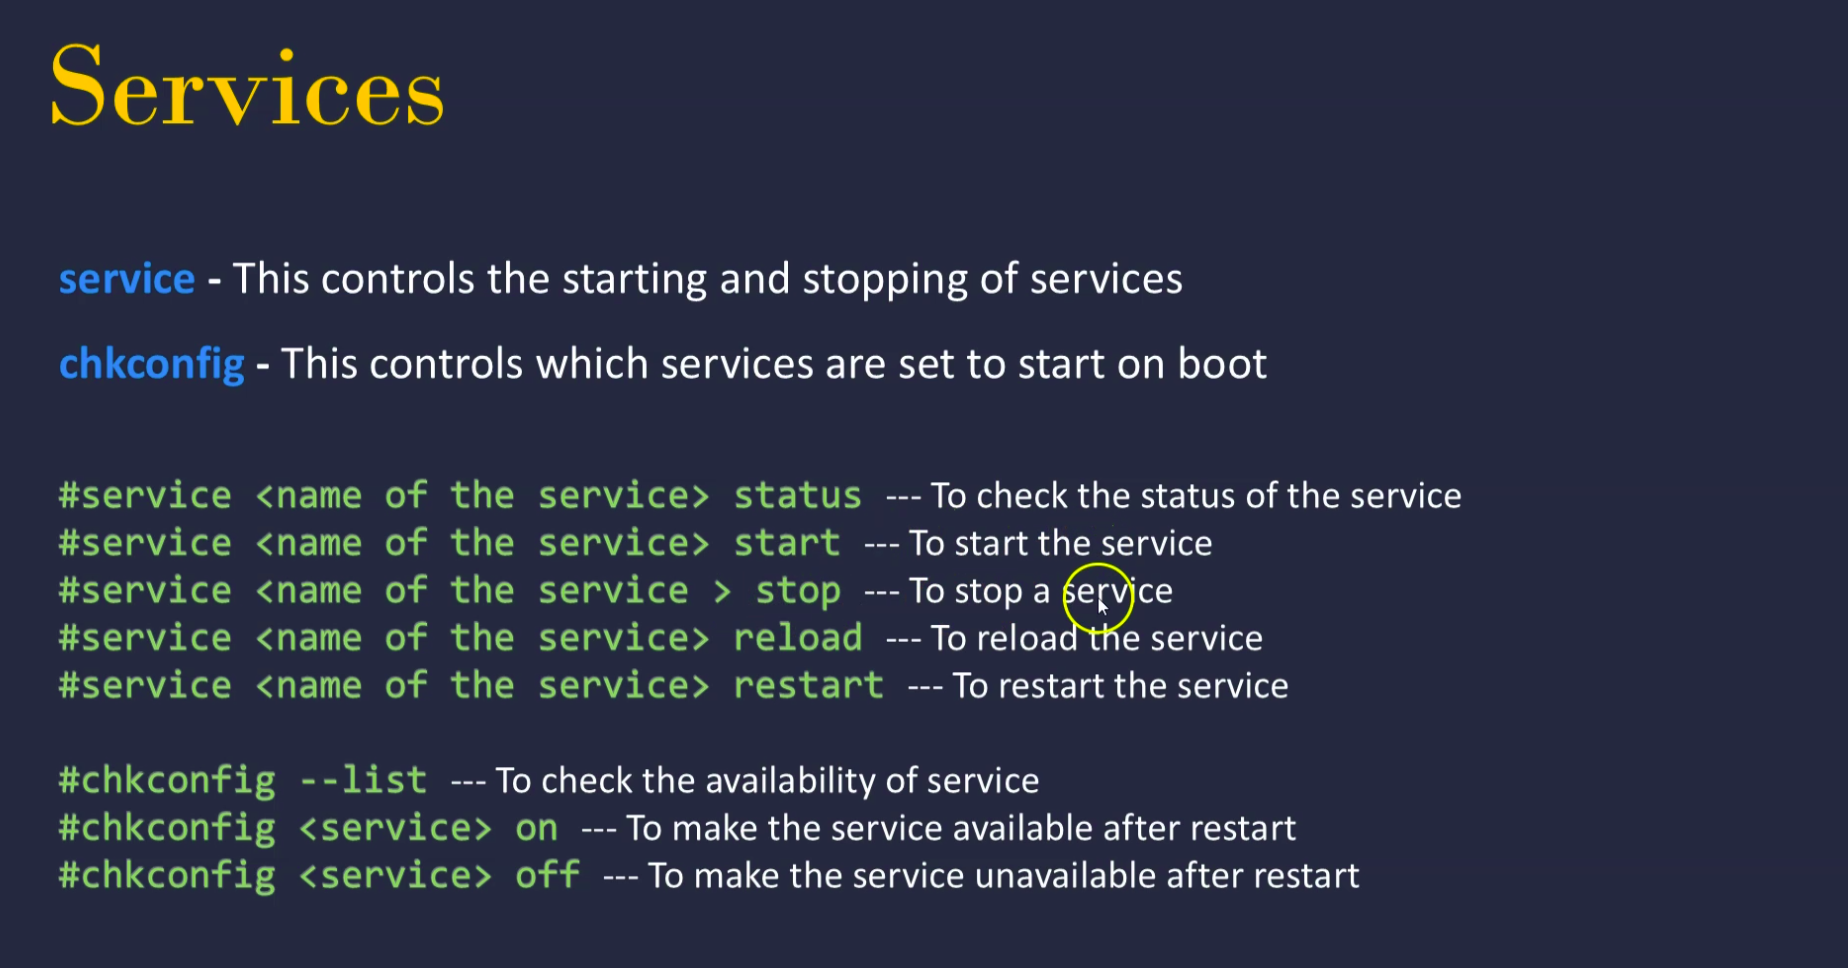 Services
service - This controls the starting and stopping of services
chkconfig - This controls which services are set to start on boot
#service <name of the service> status --- To check the status of the service
#service <name of the service> start --- To start the service
#service <name of the service > stop --- To stop a service
#service <name of the service> reload --- To reload the service
#service <name of the service> restart --- To restart the service
#chkconfig --list --- To check the availability of service
#chkconfig <service> on --- To make the service available after restart
#chkconfig <service> off --- To make the service unavailable after restart